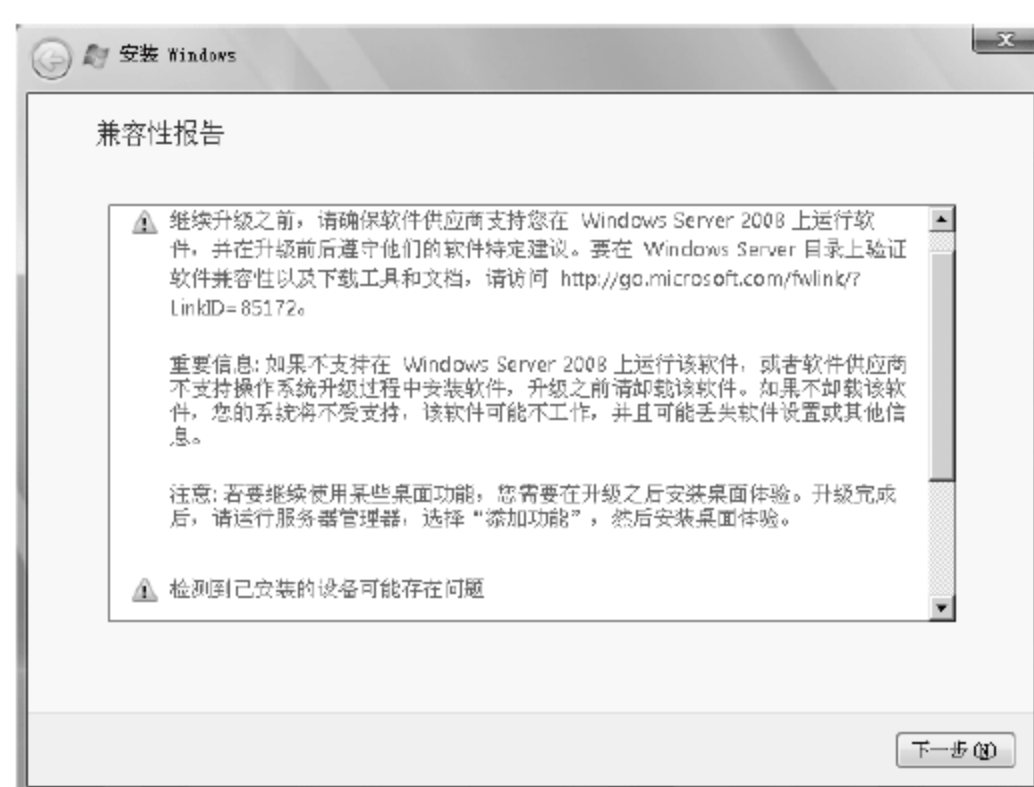 安装 Windows
兼容性报告
继续升级之前，请确保软件供应商支持您在 Windows Server 2008 上运行软
件，并在升级前后遵守他们的软件特定建议。要在 Windows Server 目录上验证
软件兼容性以及下载工具和文档，请访问 http://go.microsoft.com/fwlink/?
LinkID=85172。
重要信息: 如果不支持在 Windows Server 2008 上运行该软件，或者软件供应商
不支持操作系统升级过程中安装软件，升级之前请卸载该软件。如果不卸载该软
件，您的系统将不受支持，该软件可能不工作，并且可能丢失软件设置或其他信
息。
注意: 若要继续使用某些桌面功能，您需要在升级之后安装桌面体验。升级完成
后，请运行服务器管理器，选择“添加功能”，然后安装桌面体验。
检测到已安装的设备可能存在问题
下一步(N)